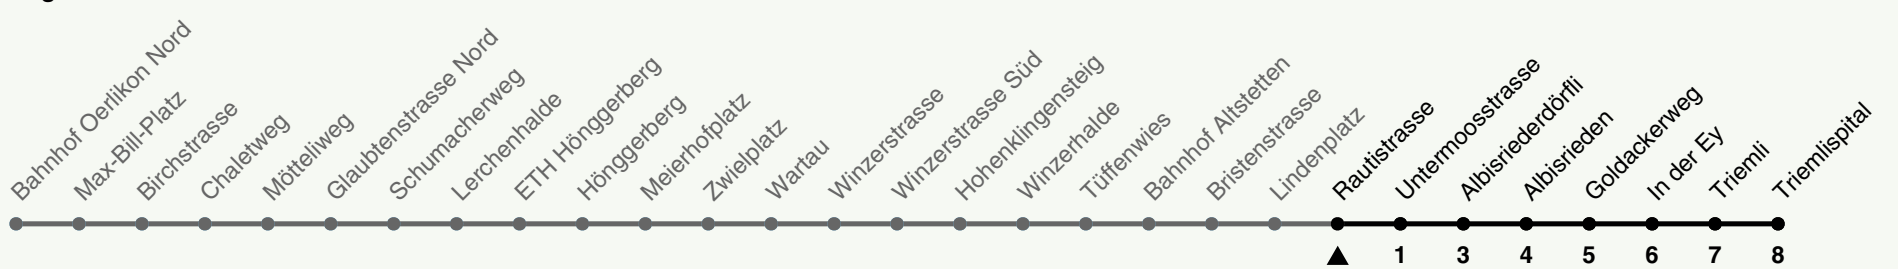 Bahnhof Oerlikon Nord
Max-Bill-Platz
Birchstrasse
Chaletweg
Mötteliweg
Glaubtenstrasse Nord
Schumacherweg
Lerchenhalde
ETH Hönggerberg
Hönggerberg
Meierhofplatz
Zwielplatz
Wartau
Winzerstrasse
Winzerstrasse Süd
Hohenklingensteig
Winzerhalde
Tüffenwies
Bahnhof Altstetten
Bristenstrasse
Lindenplatz
Rautistrasse
Untermoosstrasse
Albisriederdörfli
Albisrieden
Goldackerweg
In der Ey
Triemli
Triemlispital
1 3 4 5 6 7 8